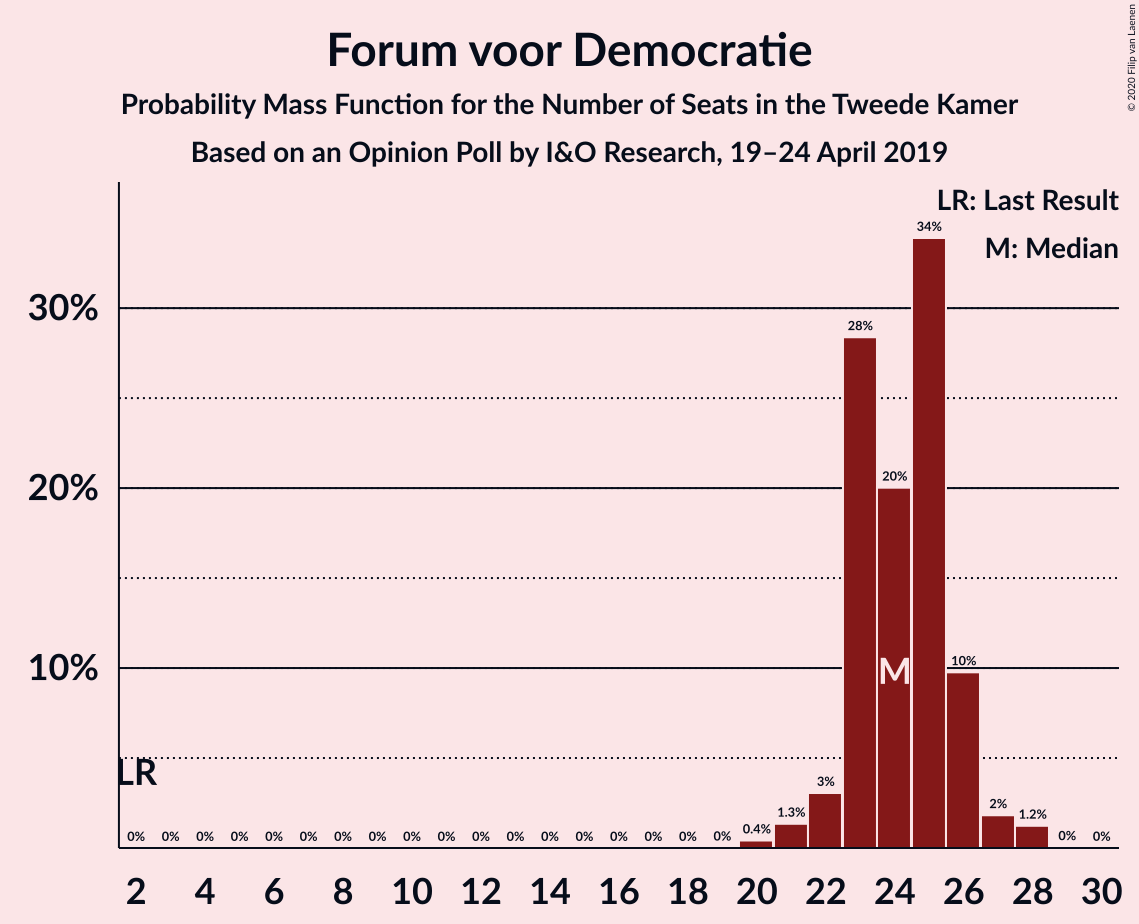 Forum voor Democratie
Probability Mass Function for the Number of Seats in the Tweede Kamer
Based on an Opinion Poll by I&O Research, 19–24 April 2019
© 2020 Filip van Laenen
LR: Last Result
M: Median
34%
30%
28%
20%
20%
10%
10%
M
LR
3%
2%
1.3%
1.2%
0.4%
0% 0% 0% 0% 0% 0% 0% 0% 0% 0% 0% 0% 0% 0% 0% 0% 0% 0% 0% 0%
2 4 6 8 10 12 14 16 18 20 22 24 26 28 30